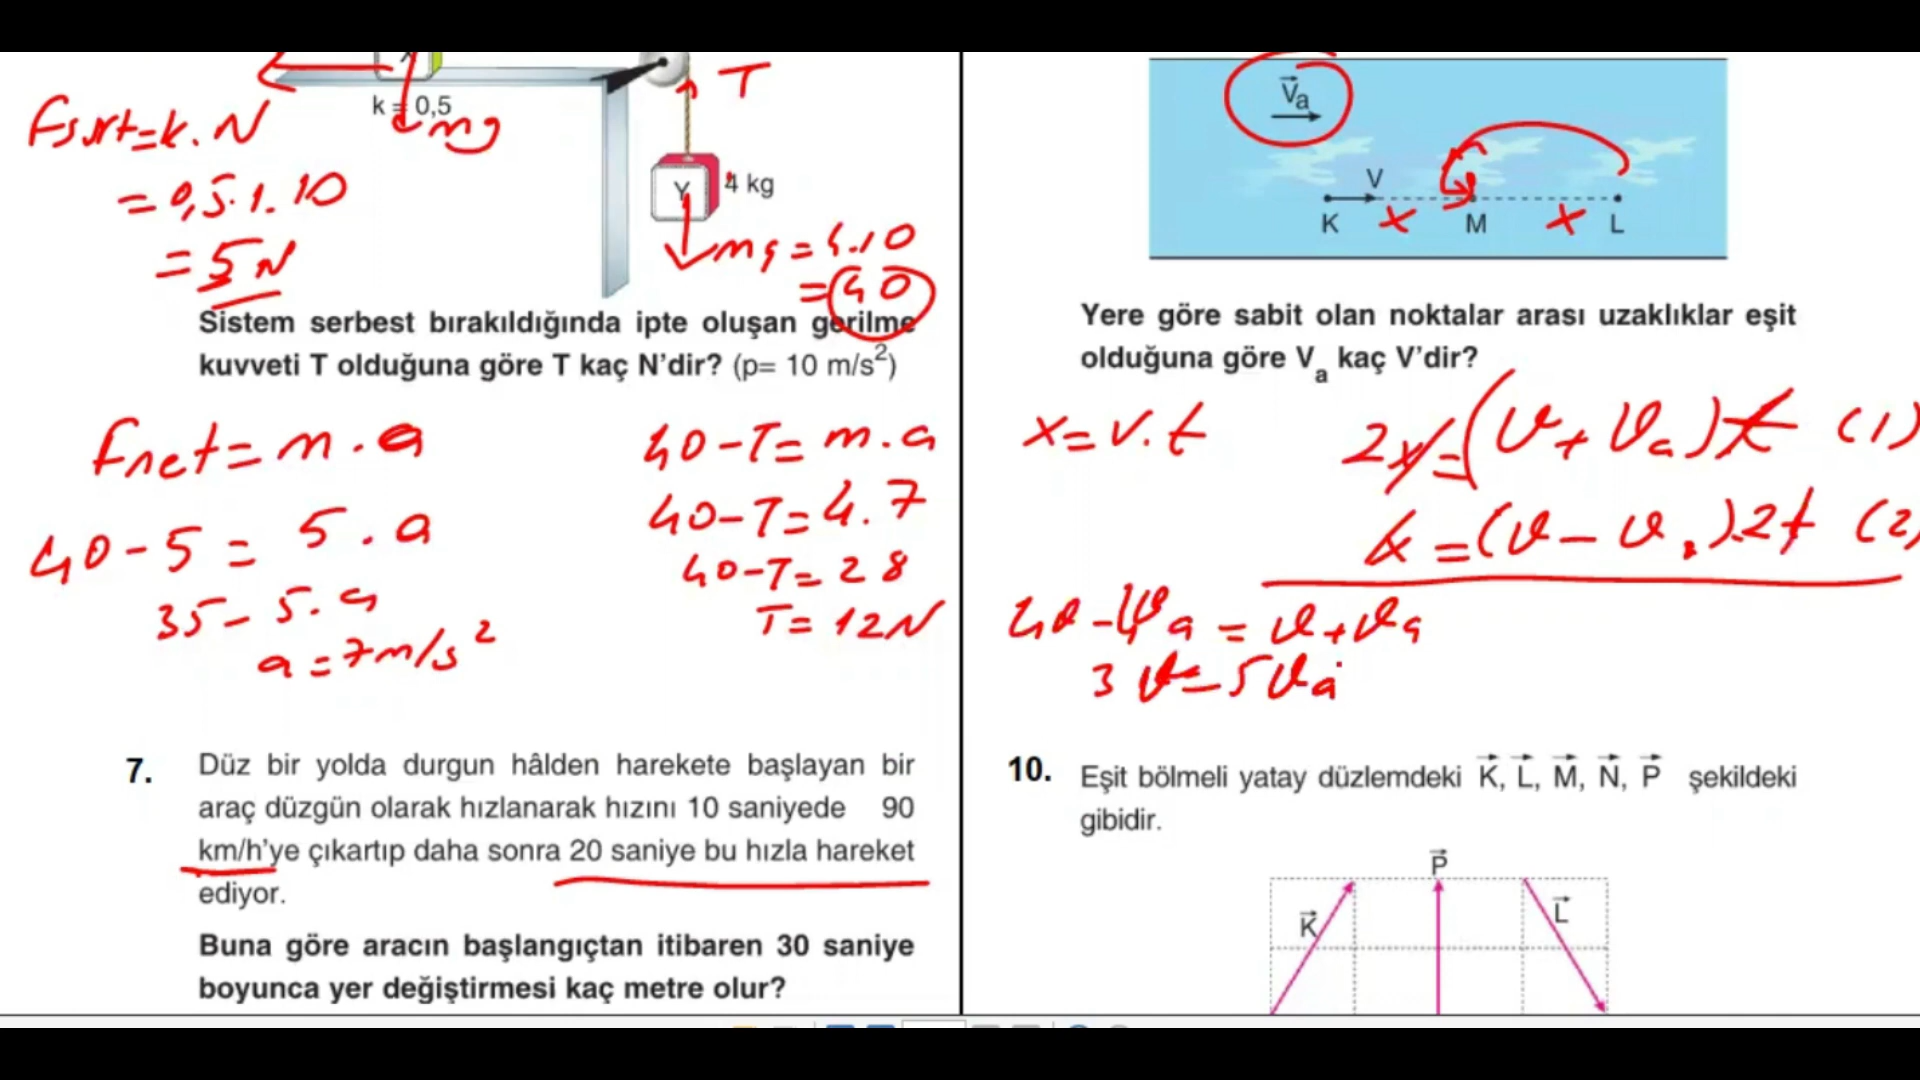 T
k = 0,5
mg
Fsürt=k.N
= 0,5.1.10
= 5N
Y
4 kg
mg = 4.10
= 40
Sistem serbest bırakıldığında ipte oluşan gerilme
kuvveti T olduğuna göre T kaç N’dir? (p= 10 m/s²)
Fnet = m.a
40-5 = 5.a
35 = 5.a
a = 7m/s²
40-T= m.a
40-T=4.7
40-T=28
T= 12N
7. Düz bir yolda durgun hâlden harekete başlayan bir
araç düzgün olarak hızlanarak hızını 10 saniyede 90
km/h’ye çıkartıp daha sonra 20 saniye bu hızla hareket
ediyor.
Buna göre aracın başlangıçtan itibaren 30 saniye
boyunca yer değiştirmesi kaç metre olur?
Va
V
K x M x L
Yere göre sabit olan noktalar arası uzaklıklar eşit
olduğuna göre Va kaç V’dir?
x=v.t
2x=(v+va)t (1)
x=(v-va).2t (2)
4v-4va = v+va
3v=5va
10. Eşit bölmeli yatay düzlemdeki K, L, M, N, P şekildeki
gibidir.
P
K
L